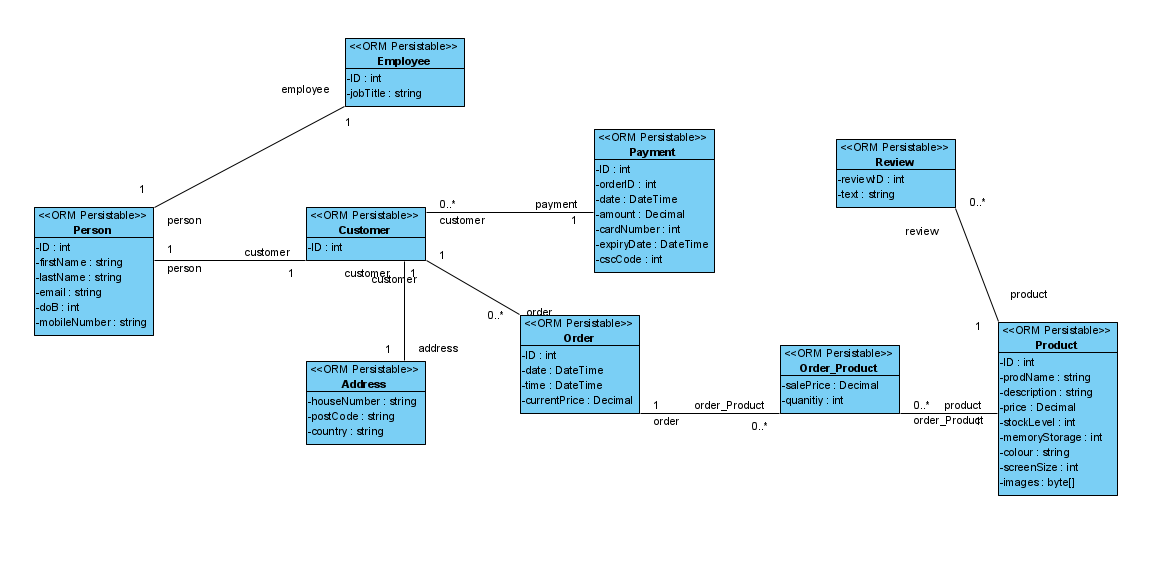 <<ORM Persistable>>
Employee
-ID : int
-jobTitle : string
employee
1
1
person
<<ORM Persistable>>
Person
-ID : int
-firstName : string
-lastName : string
-email : string
-doB : int
-mobileNumber : string
1
person
customer
1
<<ORM Persistable>>
Customer
-ID : int
0..*
customer
payment
1
<<ORM Persistable>>
Payment
-ID : int
-orderID : int
-date : DateTime
-amount : Decimal
-cardNumber : int
-expiryDate : DateTime
-cscCode : int
customer
1
customer
1
1
address
<<ORM Persistable>>
Address
-houseNumber : string
-postCode : string
-country : string
0..*
order
<<ORM Persistable>>
Order
-ID : int
-date : DateTime
-time : DateTime
-currentPrice : Decimal
1
order
order_Product
0..*
<<ORM Persistable>>
Order_Product
-salePrice : Decimal
-quanitiy : int
0..*
product
order_Product
1
<<ORM Persistable>>
Review
-reviewID : int
-text : string
0..*
review
product
1
<<ORM Persistable>>
Product
-ID : int
-prodName : string
-description : string
-price : Decimal
-stockLevel : int
-memoryStorage : int
-colour : string
-screenSize : int
-images : byte[]